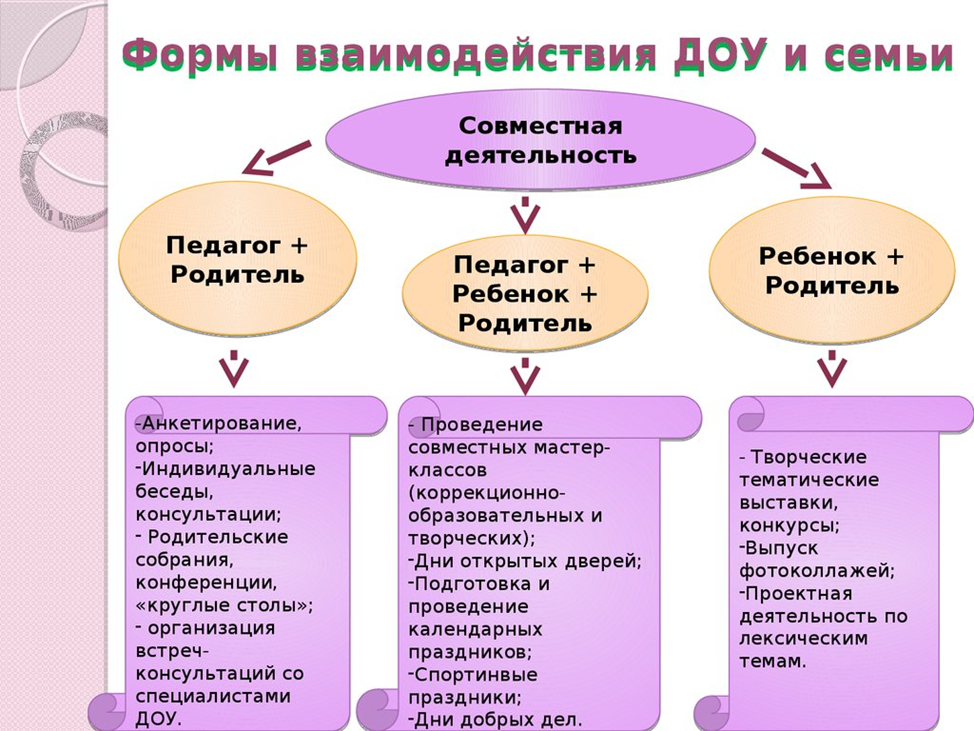 Формы взаимодействия ДОУ и семьи
Совместная
деятельность
Педагог +
Родитель
Педагог +
Ребенок +
Родитель
Ребенок +
Родитель
-Анкетирование,
опросы;
-Индивидуальные
беседы,
консультации;
- Родительские
собрания,
конференции,
«круглые столы»;
- организация
встреч-
консультаций со
специалистами
ДОУ.
- Проведение
совместных мастер-
классов
(коррекционно-
образовательных и
творческих);
-Дни открытых дверей;
-Подготовка и
проведение
календарных
праздников;
-Спортинвые
праздники;
-Дни добрых дел.
- Творческие
тематические
выставки,
конкурсы;
-Выпуск
фотоколлажей;
-Проектная
деятельность по
лексическим
темам.